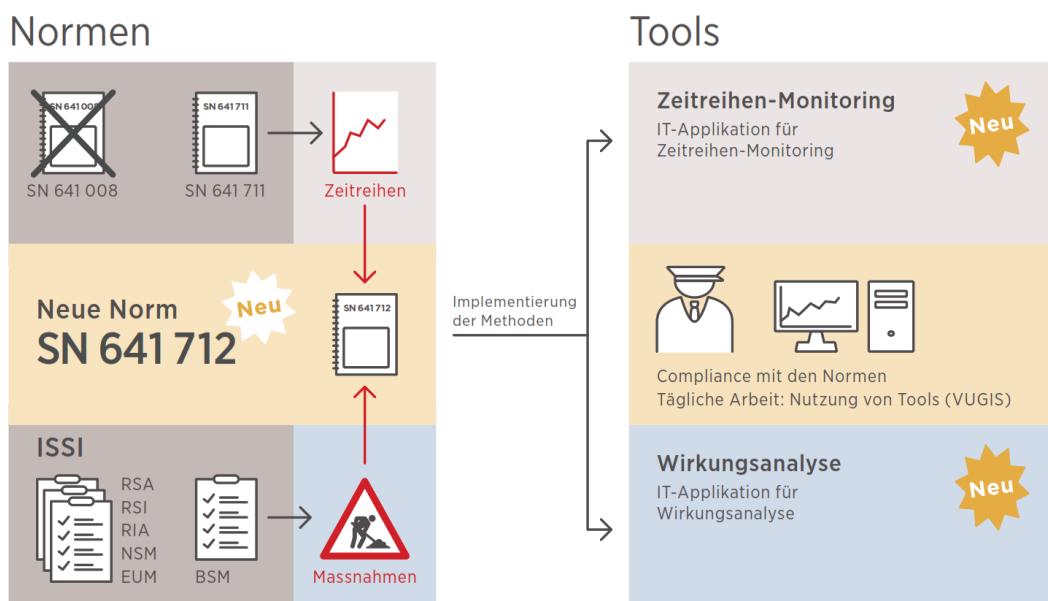 Normen
SN 641 008
SN 641 711
SN 641 008
SN 641 711
Zeitreihen
Neue Norm
SN 641 712
Neu
SN 641 712
ISSI
RSA
RSI
RIA
NSM
EUM
BSM
Massnahmen
Implementierung
der Methoden
Tools
Zeitreihen-Monitoring
IT-Applikation für
Zeitreihen-Monitoring
Neu
Compliance mit den Normen
Tägliche Arbeit: Nutzung von Tools (VUGIS)
Wirkungsanalyse
IT-Applikation für
Wirkungsanalyse
Neu